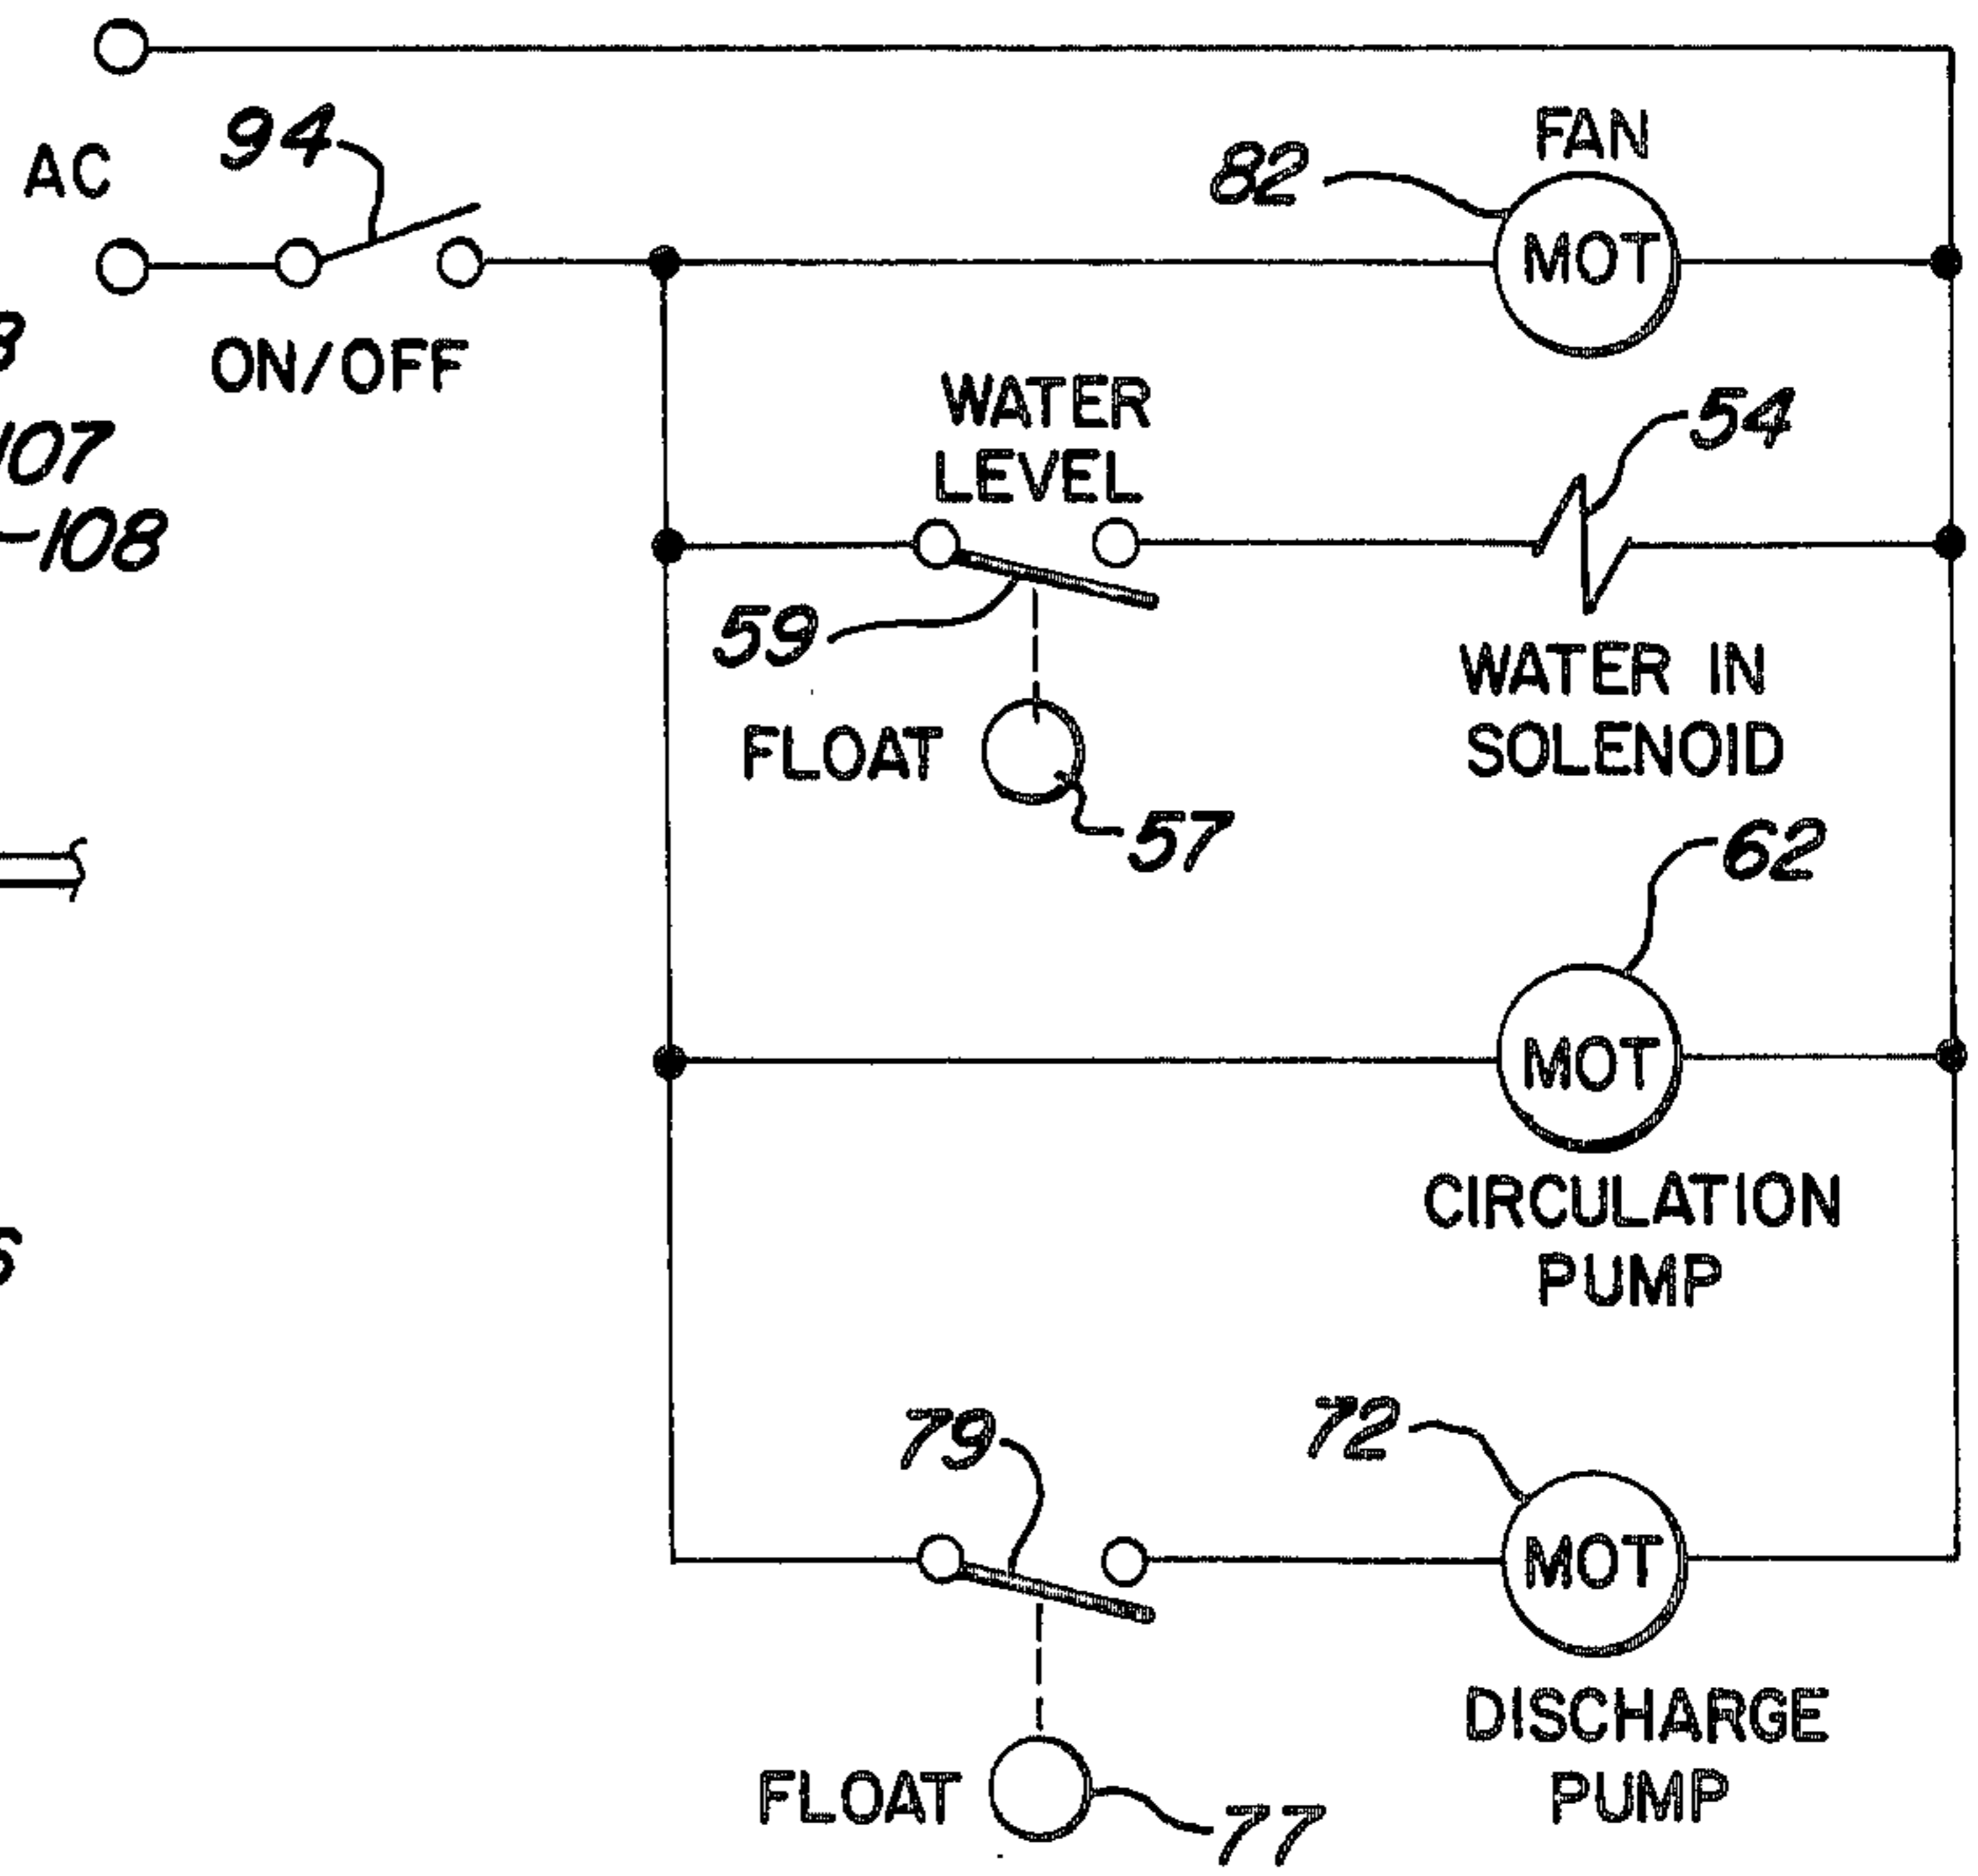 94
FAN
82
AC
MOT
ON/OFF
WATER
LEVEL
54
107
108
59
WATER IN
SOLENOID
FLOAT
57
62
MOT
CIRCULATION
PUMP
79
72
MOT
DISCHARGE
PUMP
FLOAT
77